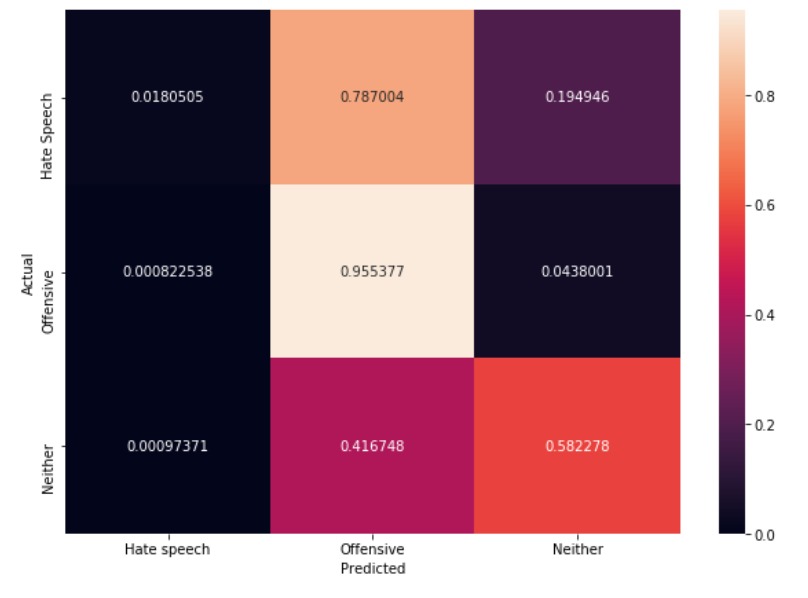 Hate Speech
0.0180505
0.787004
0.194946
Actual
Offensive
0.000822538
0.955377
0.0438001
Neither
0.00097371
0.416748
0.582278
Hate speech
Offensive
Neither
Predicted
0.8
0.6
0.4
0.2
0.0